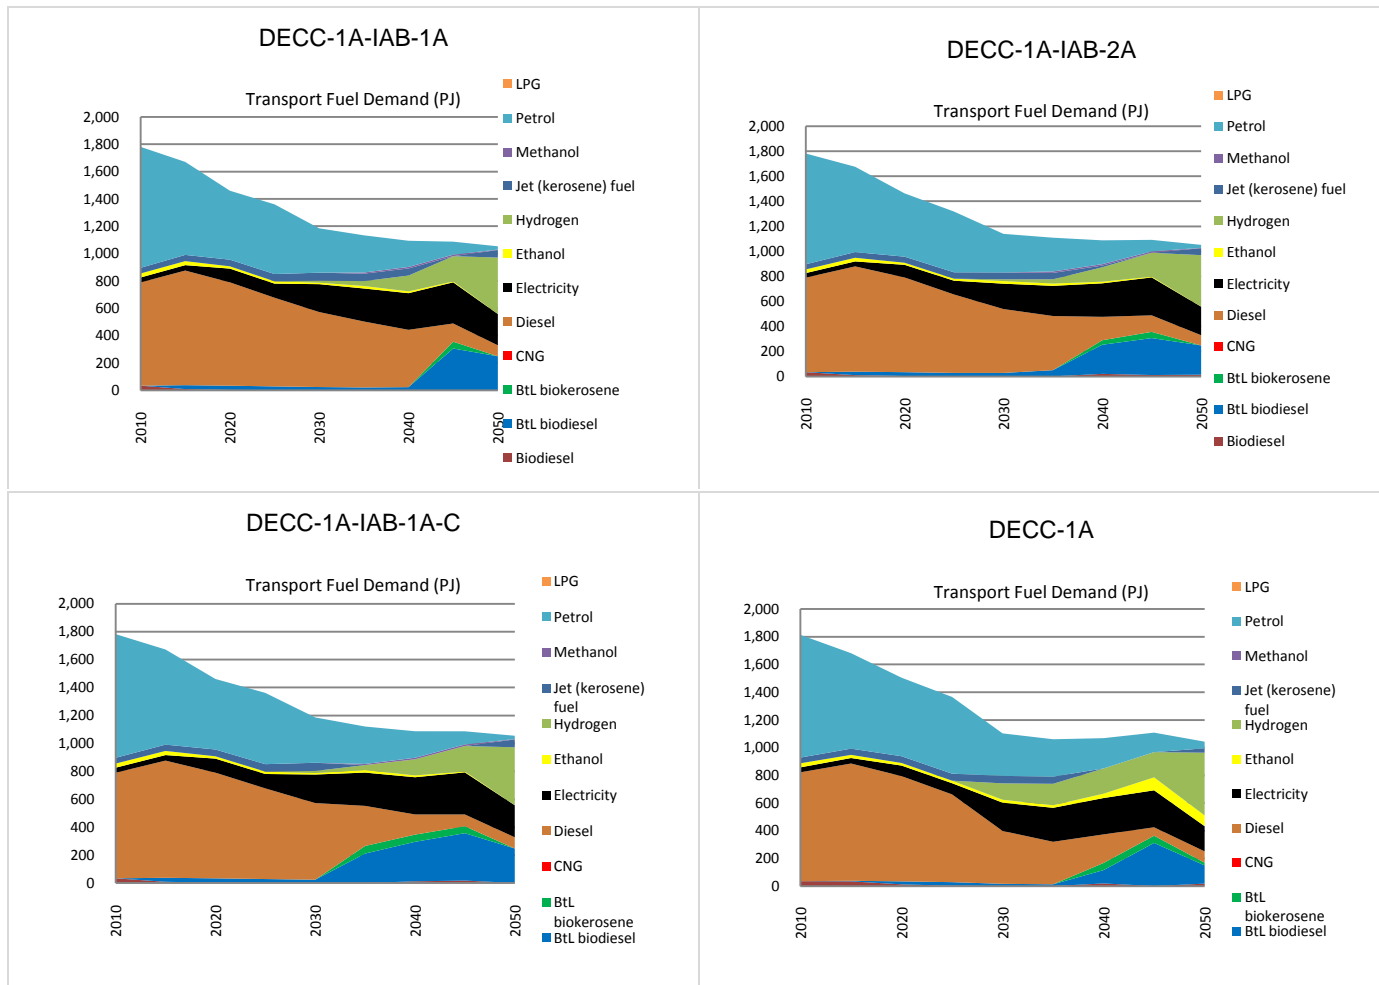 DECC-1A-IAB-1A
Transport Fuel Demand (PJ)
2,000
1,800
1,600
1,400
1,200
1,000
800
600
400
200
0
2010
2020
2030
2040
2050
LPG
Petrol
Methanol
Jet (kerosene) fuel
Hydrogen
Ethanol
Electricity
Diesel
CNG
BtL biokerosene
BtL biodiesel
Biodiesel
DECC-1A-IAB-2A
Transport Fuel Demand (PJ)
2,000
1,800
1,600
1,400
1,200
1,000
800
600
400
200
0
2010
2020
2030
2040
2050
LPG
Petrol
Methanol
Jet (kerosene) fuel
Hydrogen
Ethanol
Electricity
Diesel
CNG
BtL biokerosene
BtL biodiesel
Biodiesel
DECC-1A-IAB-1A-C
Transport Fuel Demand (PJ)
2,000
1,800
1,600
1,400
1,200
1,000
800
600
400
200
0
2010
2020
2030
2040
2050
LPG
Petrol
Methanol
Jet (kerosene)
fuel
Hydrogen
Ethanol
Electricity
Diesel
CNG
BtL
biokerosene
BtL biodiesel
DECC-1A
Transport Fuel Demand (PJ)
2,000
1,800
1,600
1,400
1,200
1,000
800
600
400
200
0
2010
2020
2030
2040
2050
LPG
Petrol
Methanol
Jet (kerosene)
fuel
Hydrogen
Ethanol
Electricity
Diesel
CNG
BtL
biokerosene
BtL biodiesel